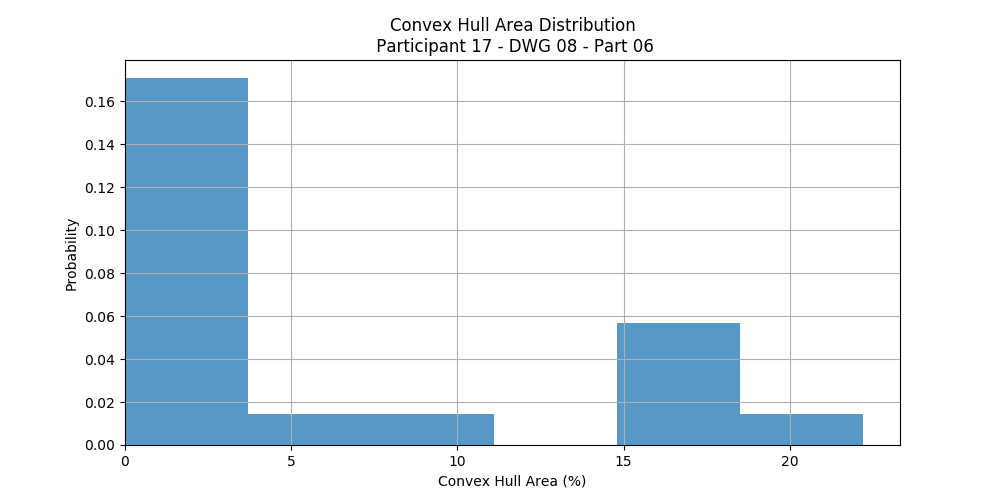 Convex Hull Area Distribution
Participant 17 - DWG 08 - Part 06
Probability
0.16
0.14
0.12
0.10
0.08
0.06
0.04
0.02
0.00
0 5 10 15 20
Convex Hull Area (%)